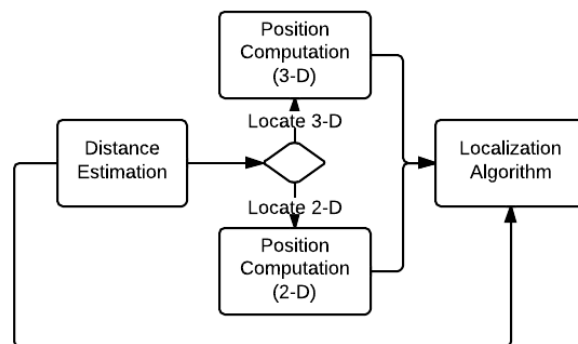 Position
Computation
(3-D)
Locate 3-D
Distance
Estimation
Localization
Algorithm
Locate 2-D
Position
Computation
(2-D)